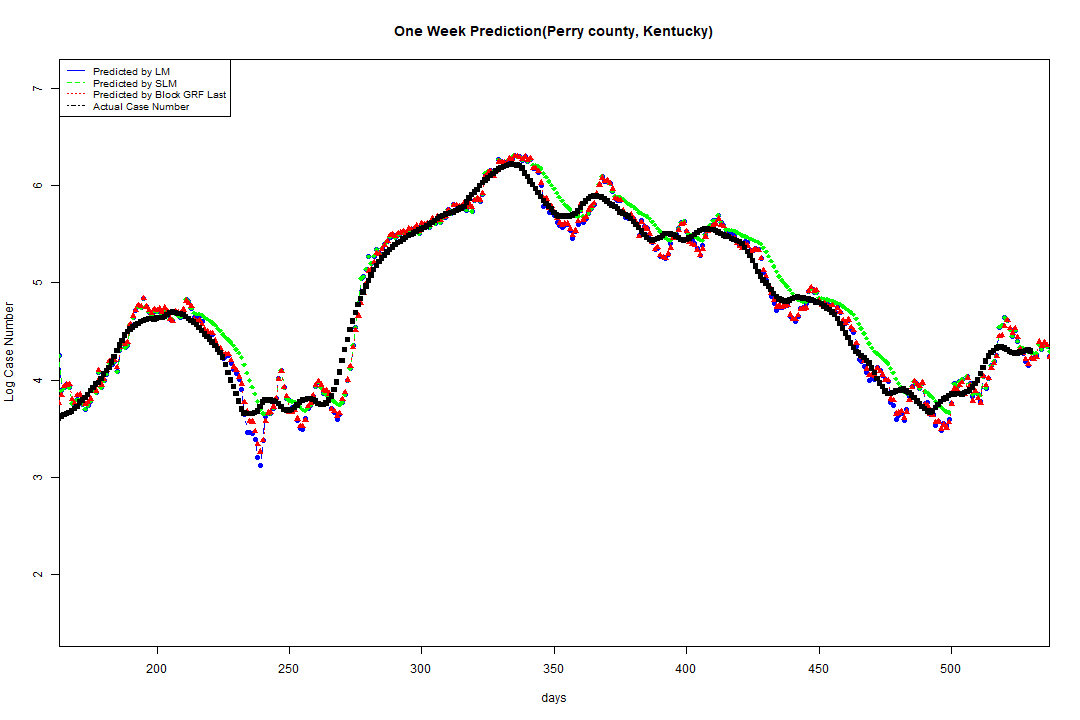 One Week Prediction(Perry county, Kentucky)
Predicted by LM
Predicted by SLM
Predicted by Block GRF Last
Actual Case Number
7
6
5
4
3
2
Log Case Number
200 250 300 350 400 450 500
days